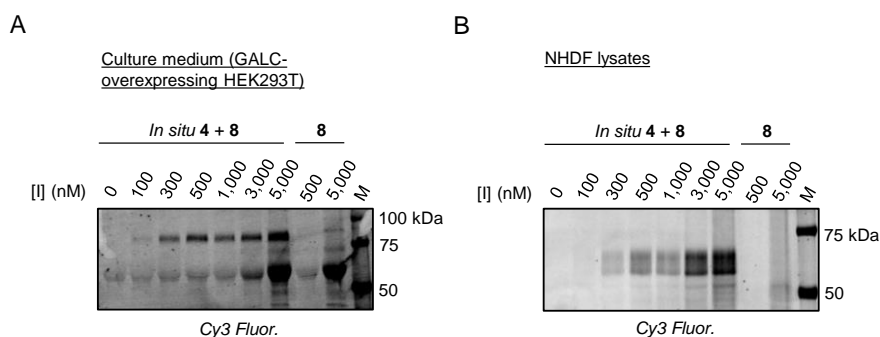 A
Culture medium (GALC-
overexpressing HEK293T)
In situ 4 + 8
8
[I] (nM)
0
100
300
500
1,000
3,000
5,000
500
5,000
M
100 kDa
75
50
Cy3 Fluor.
B
NHDF lysates
In situ 4 + 8
8
[I] (nM)
0
100
300
500
1,000
3,000
5,000
500
5,000
M
75 kDa
50
Cy3 Fluor.